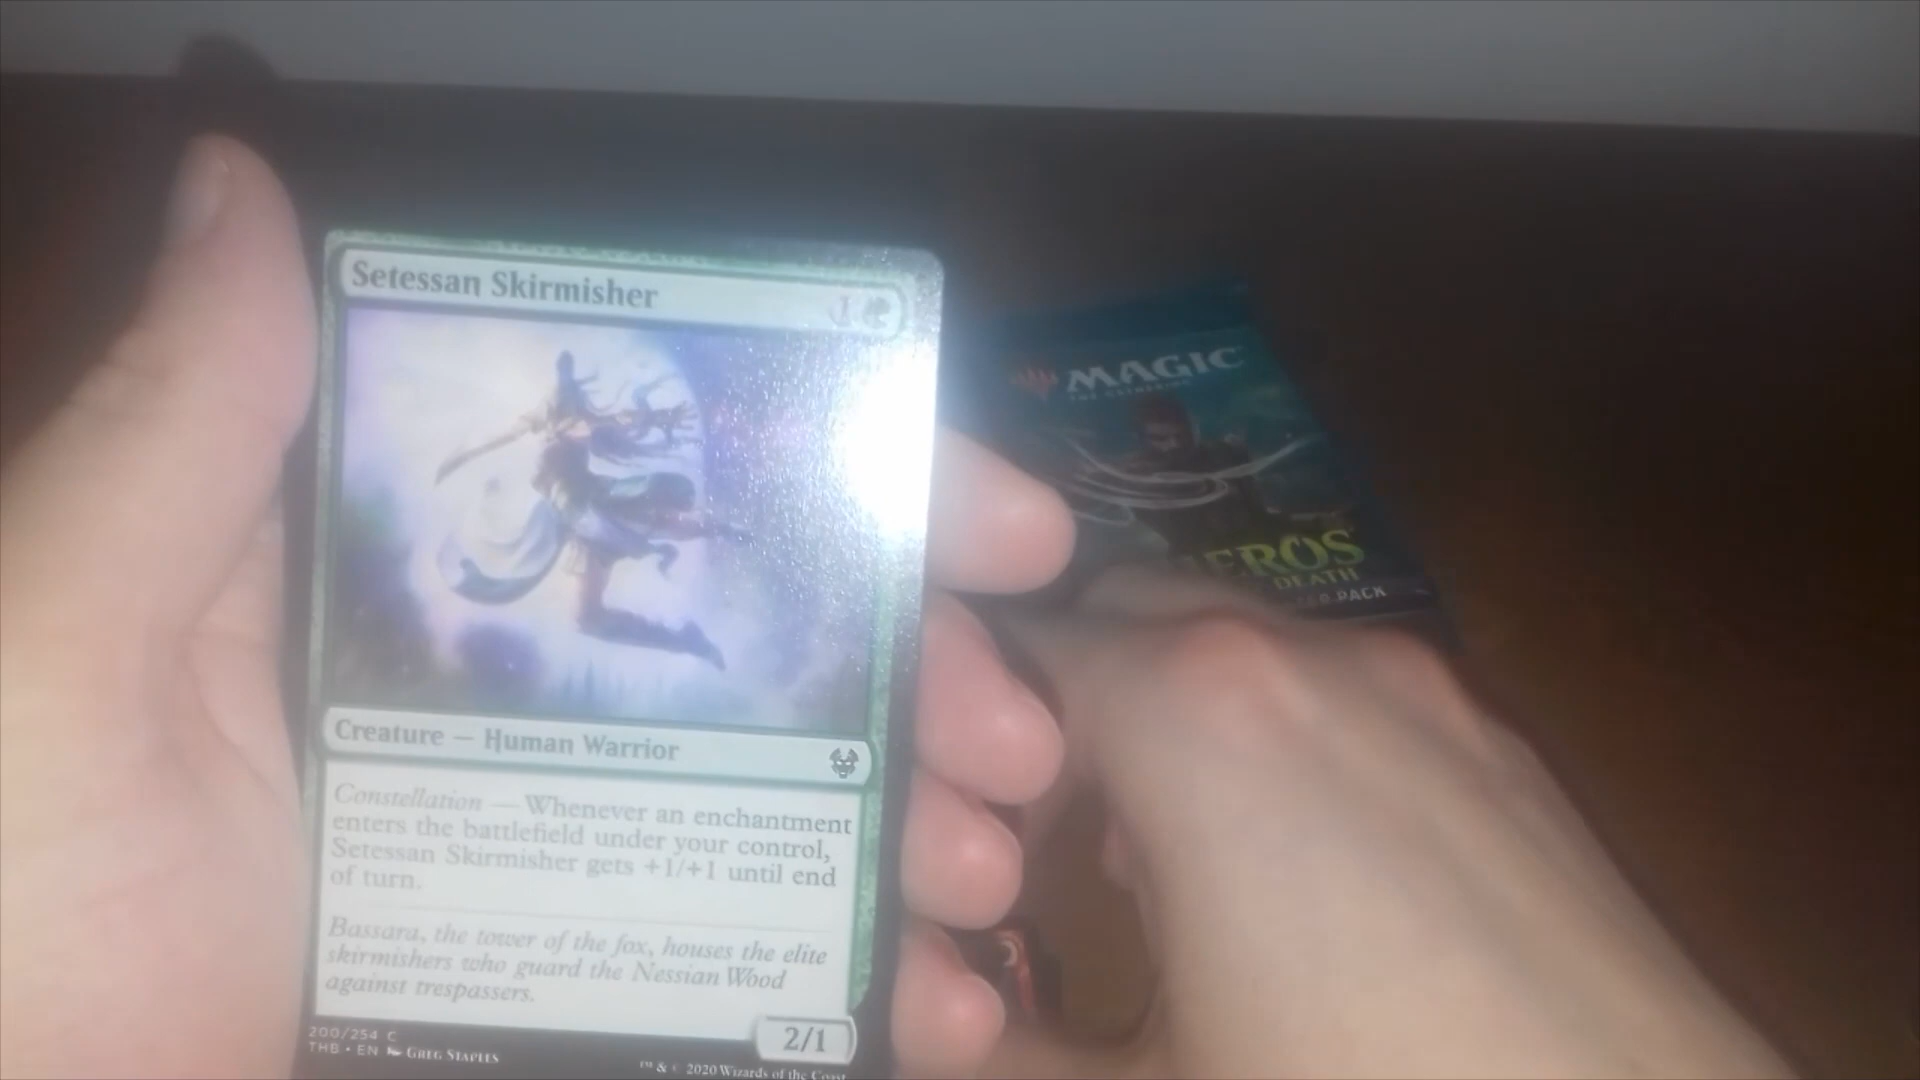 Setessan Skirmisher
1
Creature — Human Warrior
Constellation — Whenever an enchantment
enters the battlefield under your control,
Setessan Skirmisher gets +1/+1 until end
of turn.
Bassara, the tower of the fox, houses the elite
skirmishers who guard the Nessian Wood
against trespassers.
2/1
200/254 C
THB • EN GREG STAPLES
™ & © 2020 Wizards of the Coast
MAGIC
THE GATHERING
EROS
DEATH
PACK